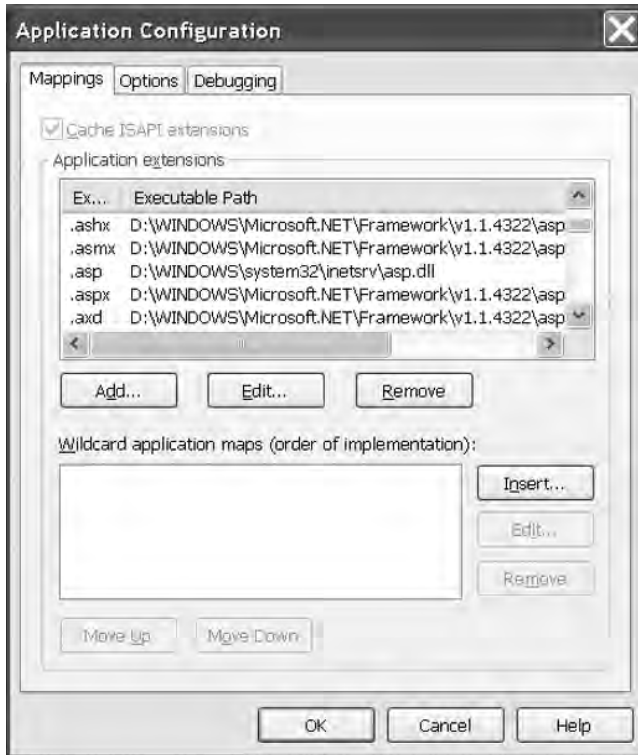 Application Configuration
Mappings Options Debugging
Cache ISAPI extensions
Application extensions
Ex... Executable Path
.ashx D:\WINDOWS\Microsoft.NET\Framework\v1.1.4322\asp
.asmx D:\WINDOWS\Microsoft.NET\Framework\v1.1.4322\asp
.asp D:\WINDOWS\system32\inetsrv\asp.dll
.aspx D:\WINDOWS\Microsoft.NET\Framework\v1.1.4322\asp
.axd D:\WINDOWS\Microsoft.NET\Framework\v1.1.4322\asp
Add... Edit... Remove
Wildcard application maps (order of implementation):
Insert...
Edit...
Remove
Move Up Move Down
OK Cancel Help